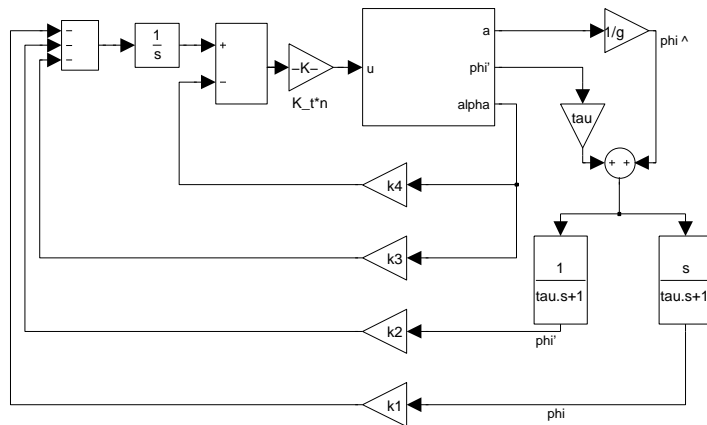 −
−
−
1
s
+
−
−K−
K_t*n
u
a
phi'
alpha
1/g
phi ^
tau
+ +
k4
k3
1
tau.s+1
s
tau.s+1
k2
phi'
k1
phi